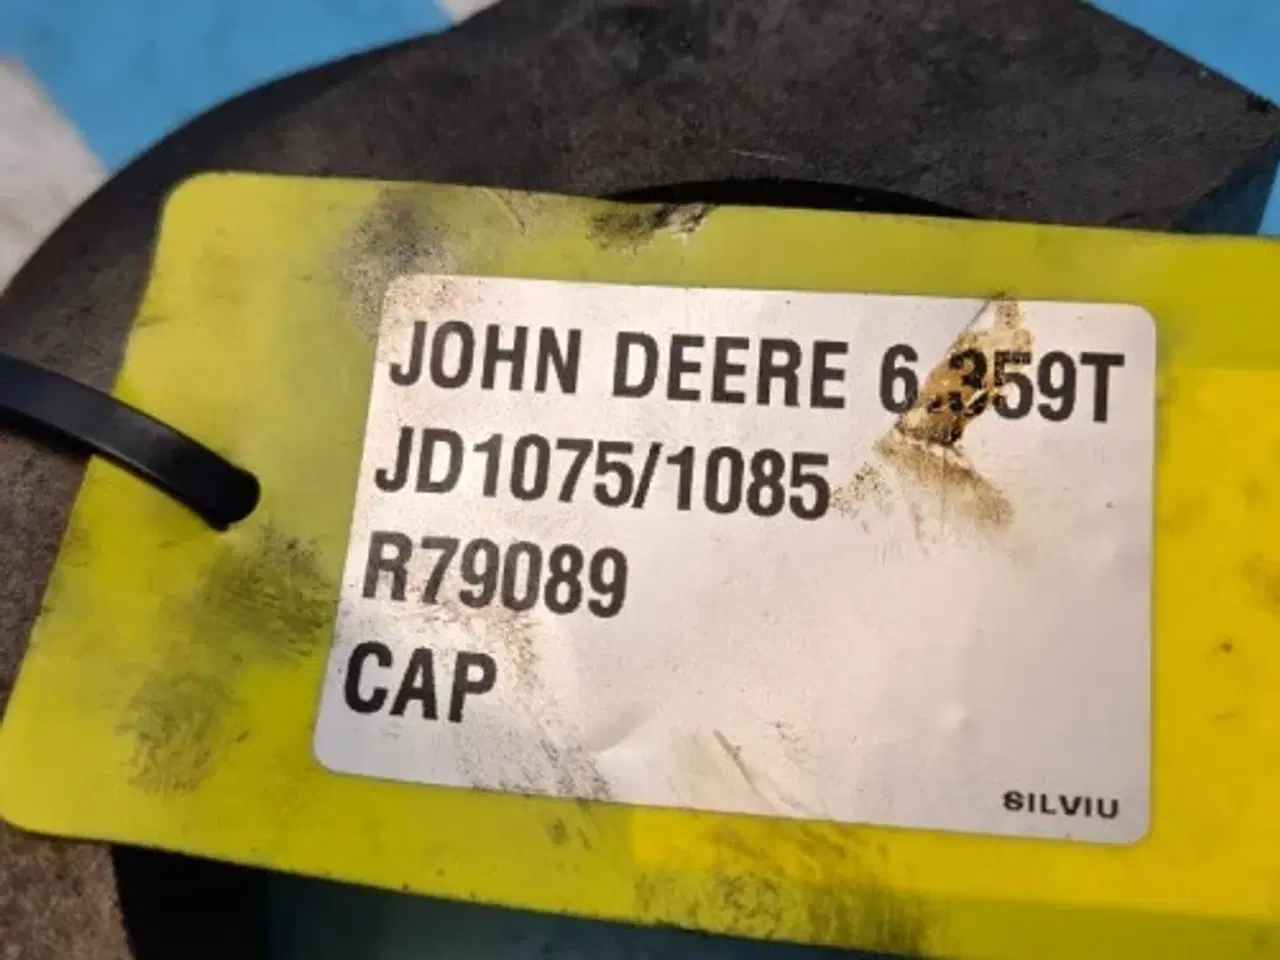 JOHN DEERE 6.359T
JD1075/1085
R79089
CAP
SILVIU